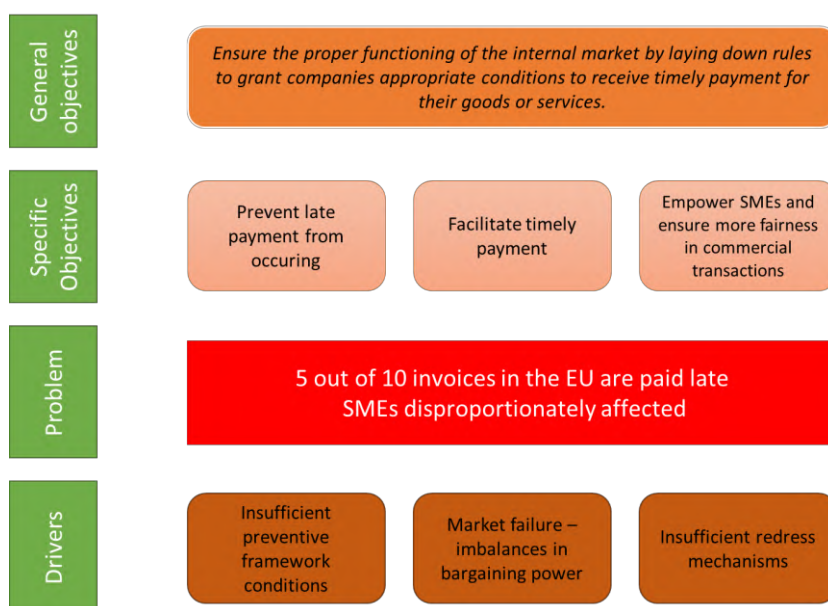 General
objectives
Ensure the proper functioning of the internal market by laying down rules
to grant companies appropriate conditions to receive timely payment for
their goods or services.
Specific
Objectives
Prevent late
payment from
occuring
Facilitate timely
payment
Empower SMEs and
ensure more fairness
in commercial
transactions
Problem
5 out of 10 invoices in the EU are paid late
SMEs disproportionately affected
Drivers
Insufficient
preventive
framework
conditions
Market failure –
imbalances in
bargaining power
Insufficient redress
mechanisms